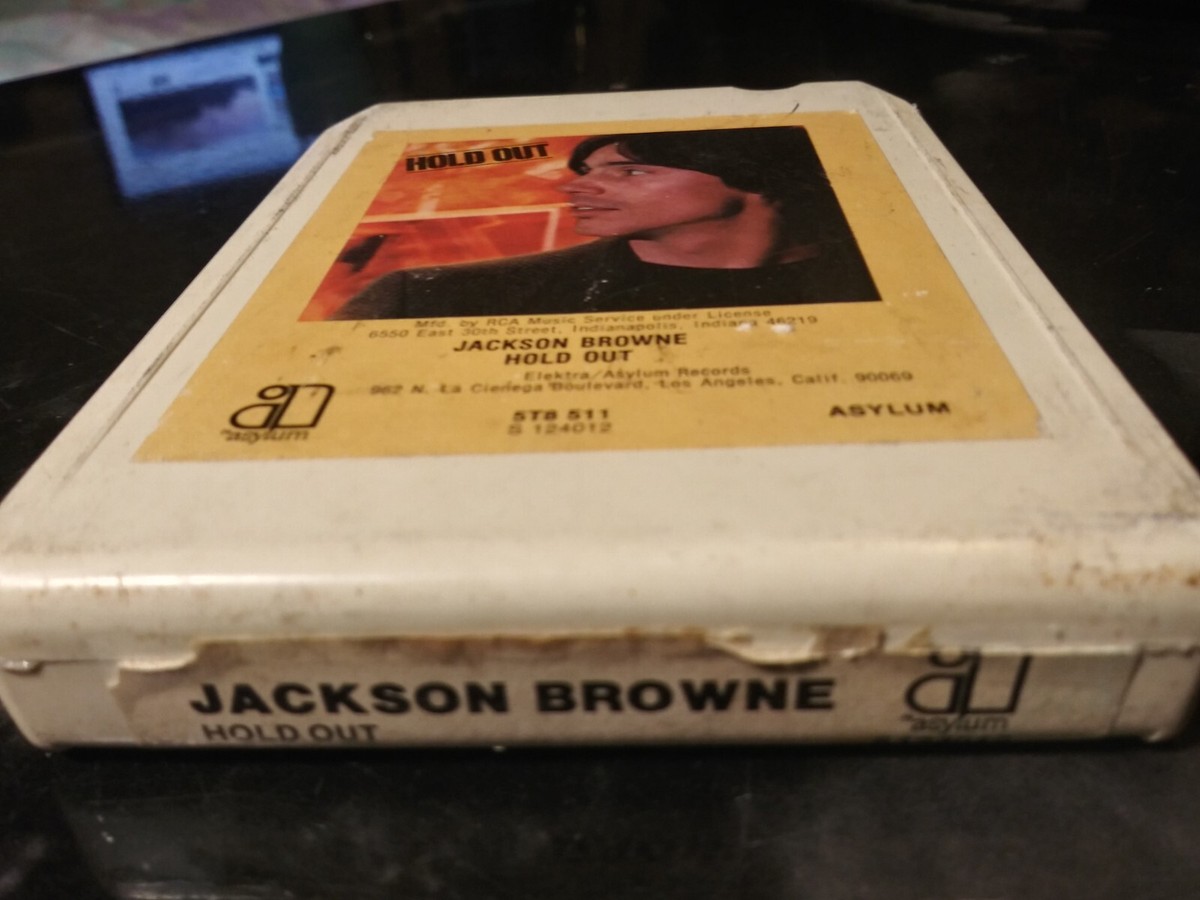 HOLD OUT
Mfd. by RCA Music Service under License
6550 East 30th Street, Indianapolis, Indiana 46219
JACKSON BROWNE
HOLD OUT
Elektra/Asylum Records
962 N. La Cienega Boulevard, Los Angeles, Calif. 90069
asylum
5T8 511
S 124012
ASYLUM
JACKSON BROWNE
HOLD OUT
asylum